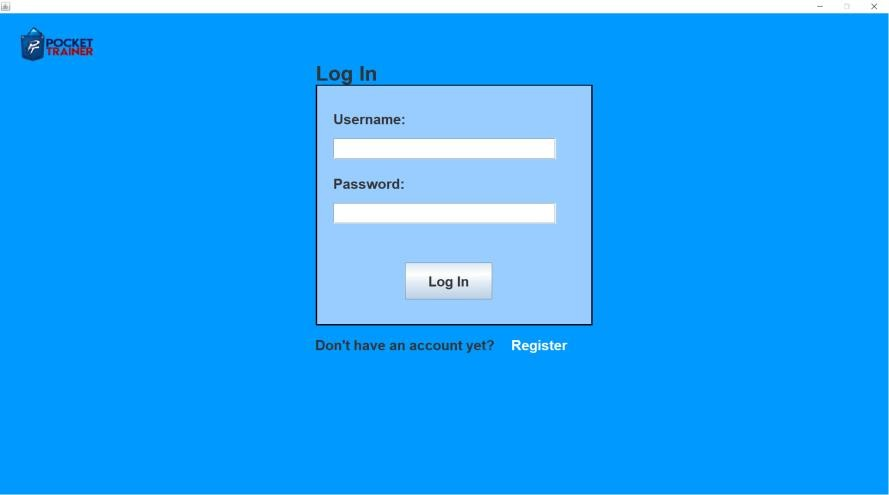 POCKET
TRAINER
Log In
Username:
Password:
Log In
Don't have an account yet? Register